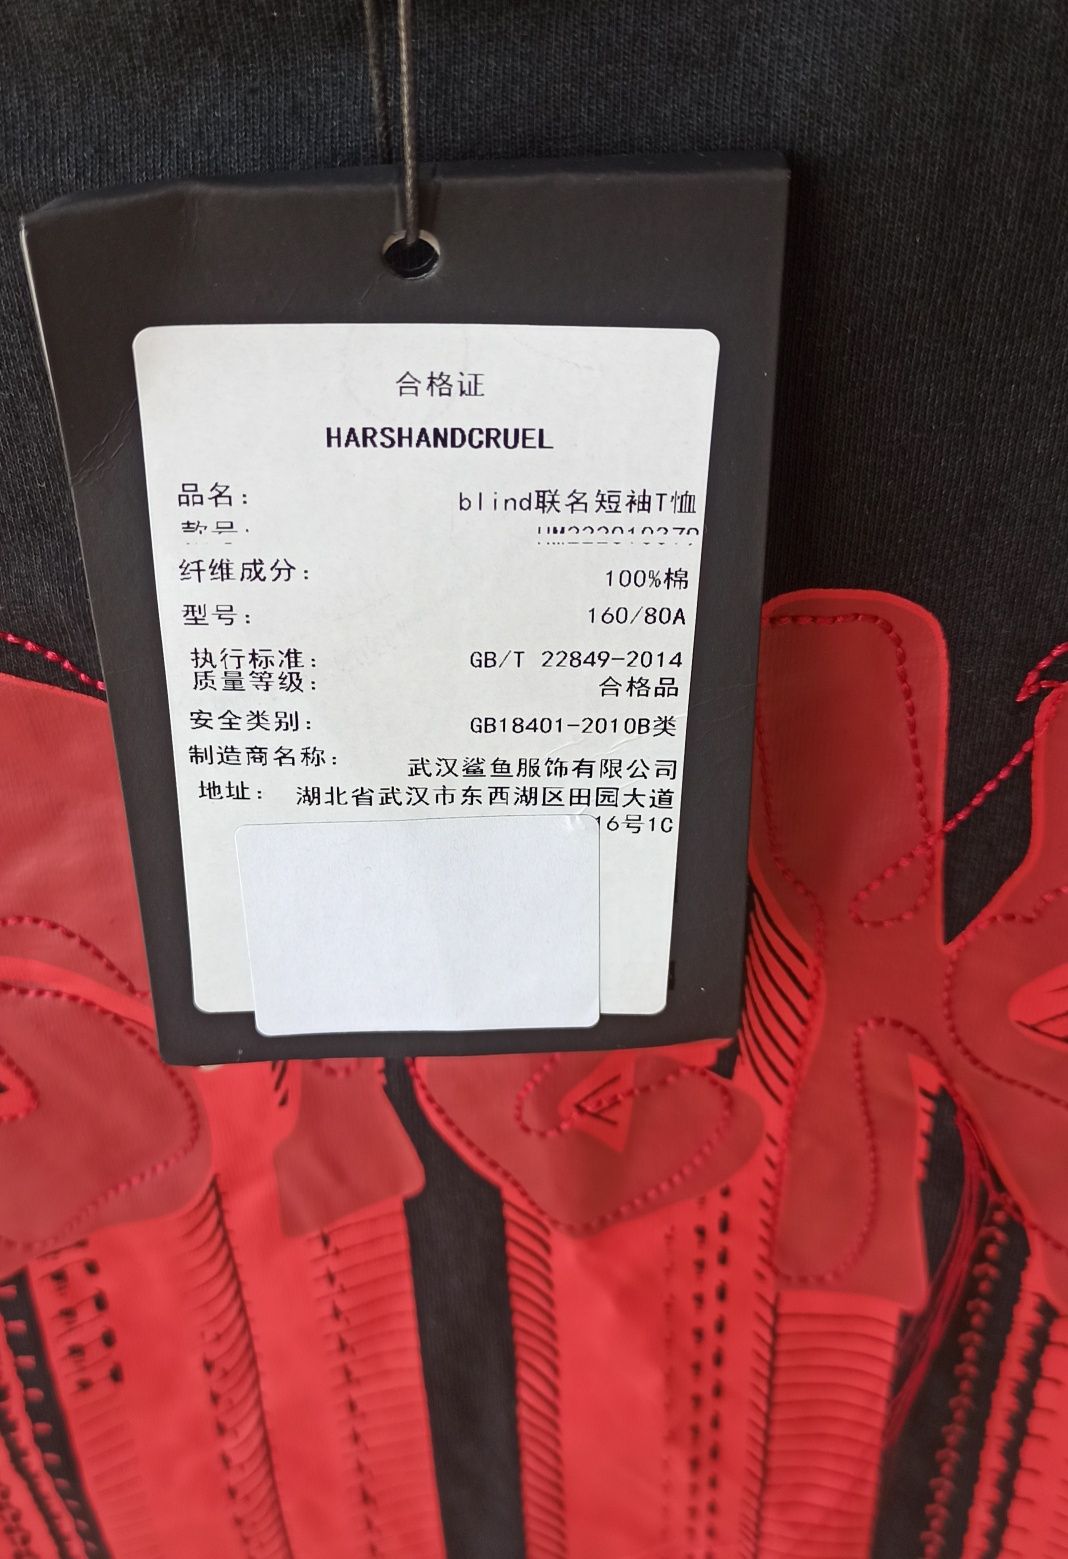 合格证
HARSHANDCRUEL
品名: blind联名短袖T恤
款号:
纤维成分: 100%棉
型号: 160/80A
执行标准: GB/T 22849-2014
质量等级: 合格品
安全类别: GB18401-2010B类
制造商名称: 武汉鲨鱼服饰有限公司
地址: 湖北省武汉市东西湖区田园大道
16号1C